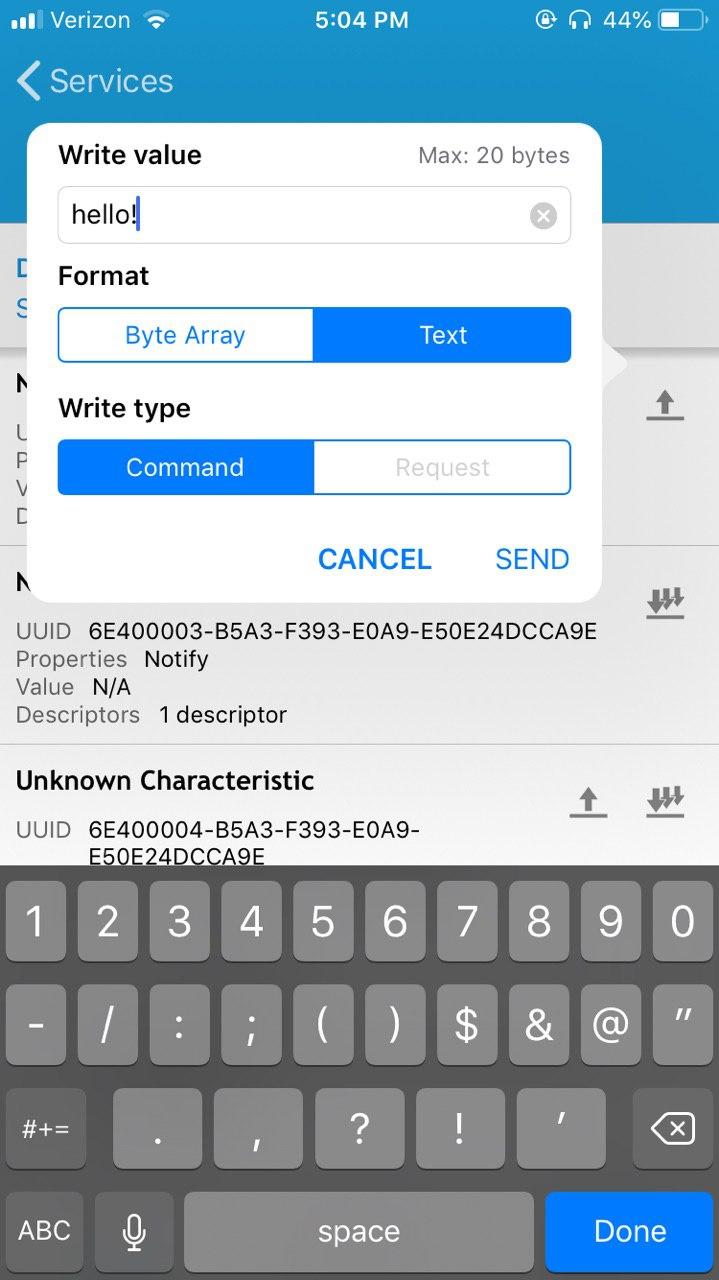 Verizon 5:04 PM 44%
Services
Write value Max: 20 bytes
hello!
Format
Byte Array Text
Write type
Command Request
CANCEL SEND
UUID 6E400003-B5A3-F393-E0A9-E50E24DCCA9E
Properties Notify
Value N/A
Descriptors 1 descriptor
Unknown Characteristic
UUID 6E400004-B5A3-F393-E0A9-
E50E24DCCA9E
1 2 3 4 5 6 7 8 9 0
- / : ; ( ) $ & @ "
#+= . , ? ! '
ABC space Done